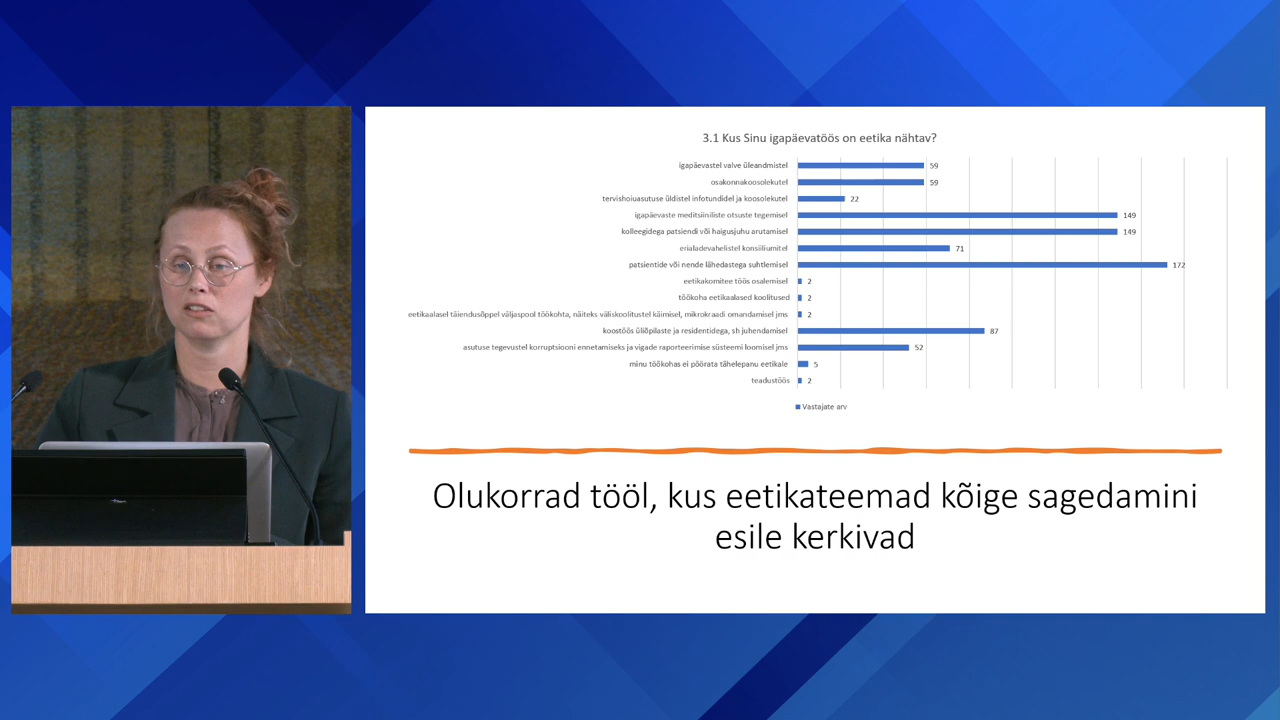 3.1 Kus Sinu igapäevatöös on eetika nähtav?
igapäevastel valve üleandmistel 59
osakonnakoosolekutel 59
tervishoiuasutuse üldistel infotundidel ja koosolekutel 22
igapäevaste meditsiiniliste otsuste tegemisel 149
kolleegidega patsiendi või haigusjuhu arutamisel 149
erialadevahelistel konsiiliumitel 71
patsientide või nende lähedastega suhtlemisel 172
eetikakomitee töös osalemisel 2
töökoha eetikaalased koolitused 2
eetikaalasel täiendusõppel väljaspool töökohta, näiteks väliskoolitustel käimisel, mikrokraadi omandamisel jms 2
koostöös üliõpilaste ja residentidega, sh juhendamisel 87
asutuse tegevustel korruptsiooni ennetamiseks ja vigade raporteerimise süsteemi loomisel jms 52
minu töökohas ei pöörata tähelepanu eetikale 5
teadustöös 2
Vastajate arv
Olukorrad tööl, kus eetikateemad kõige sagedamini
esile kerkivad